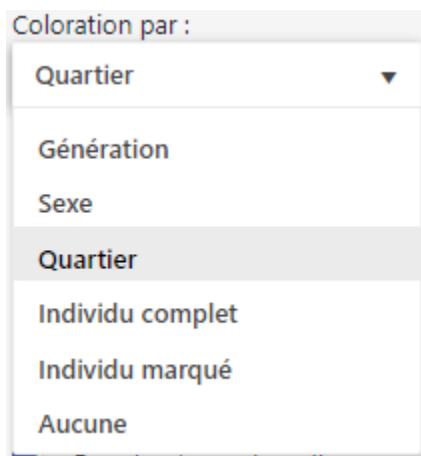 Coloration par :
Quartier
Génération
Sexe
Quartier
Individu complet
Individu marqué
Aucune